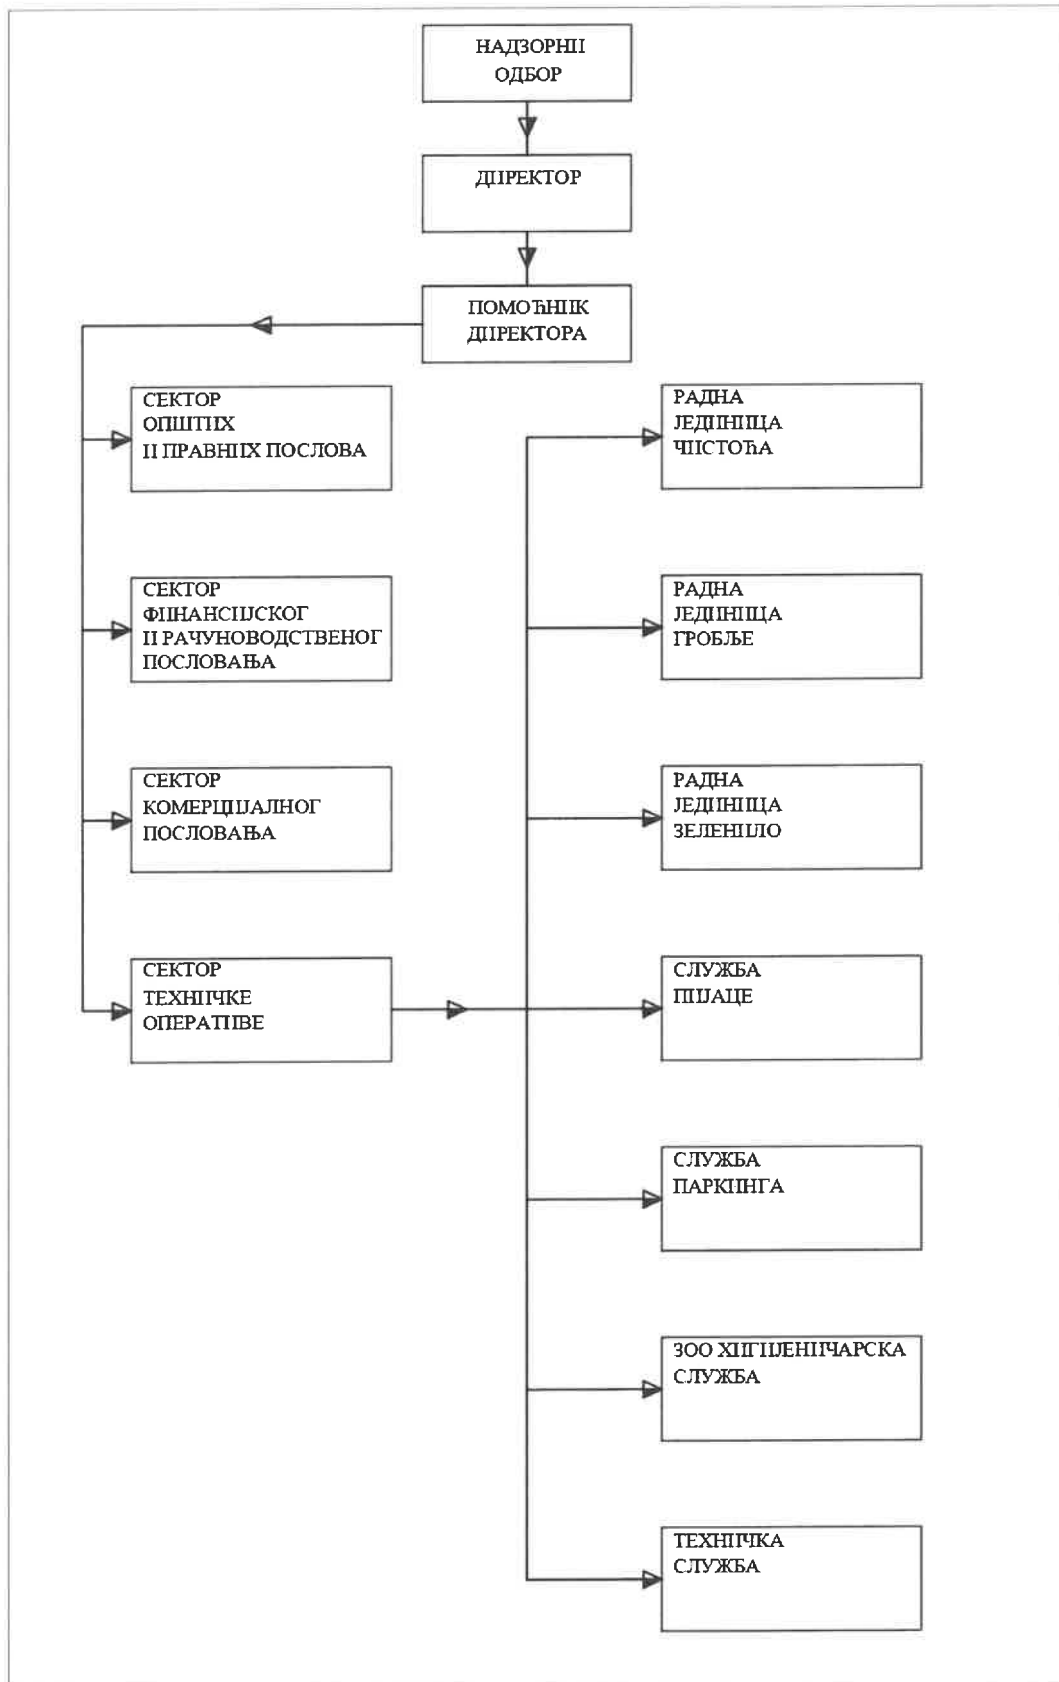 НАДЗОРНИ
ОДБОР
ДИРЕКТОР
ПОМОЋНИК
ДИРЕКТОРА
СЕКТОР
ОПШТИХ
И ПРАВНИХ ПОСЛОВА
СЕКТОР
ФИНАНСИЈСКОГ
И РАЧУНОВОДСТВЕНОГ
ПОСЛОВАЊА
СЕКТОР
КОМЕРЦИЈАЛНОГ
ПОСЛОВАЊА
СЕКТОР
ТЕХНИЧКЕ
ОПЕРАТИВЕ
РАДНА
ЈЕДИНИЦА
ЧИСТОЋА
РАДНА
ЈЕДИНИЦА
ГРОБЉЕ
РАДНА
ЈЕДИНИЦА
ЗЕЛЕНИЛО
СЛУЖБА
ПИЈАЦЕ
СЛУЖБА
ПАРКИНГА
ЗОО ХИГИЈЕНИЧАРСКА
СЛУЖБА
ТЕХНИЧКА
СЛУЖБА